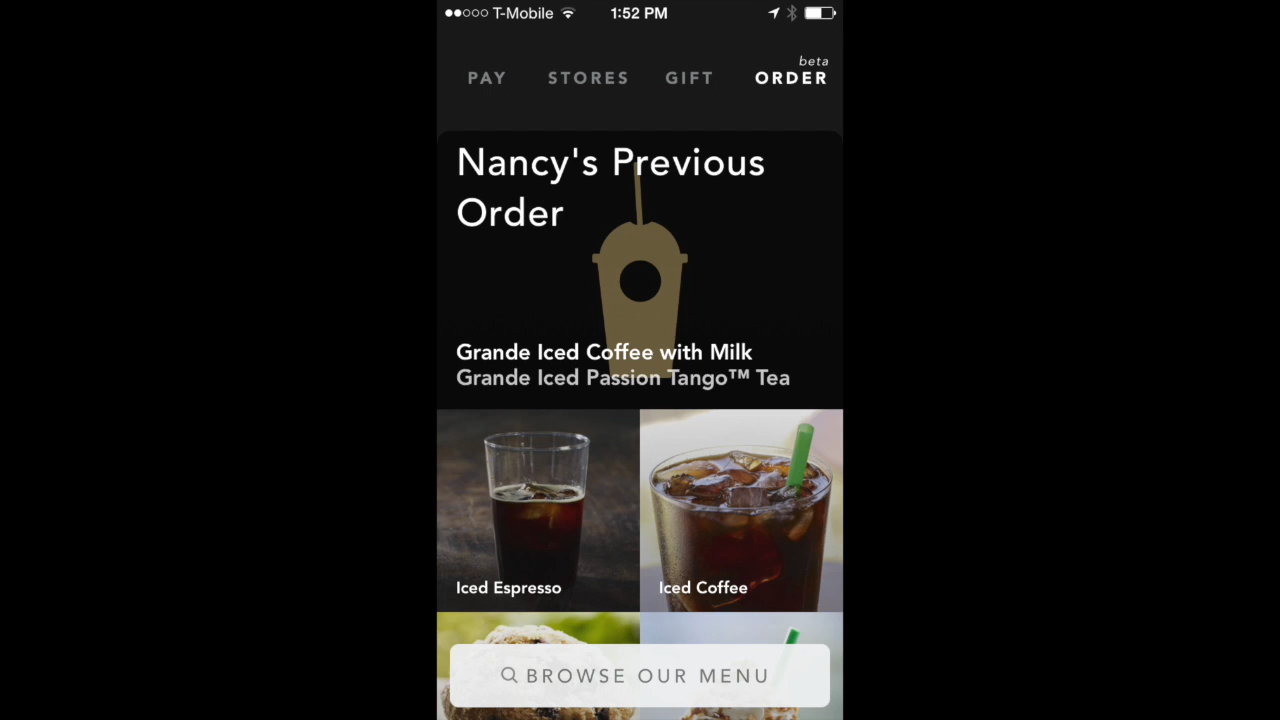 T-Mobile 1:52 PM
beta
PAY STORES GIFT ORDER
Nancy's Previous
Order
Grande Iced Coffee with Milk
Grande Iced Passion Tango™ Tea
Iced Espresso
Iced Coffee
BROWSE OUR MENU